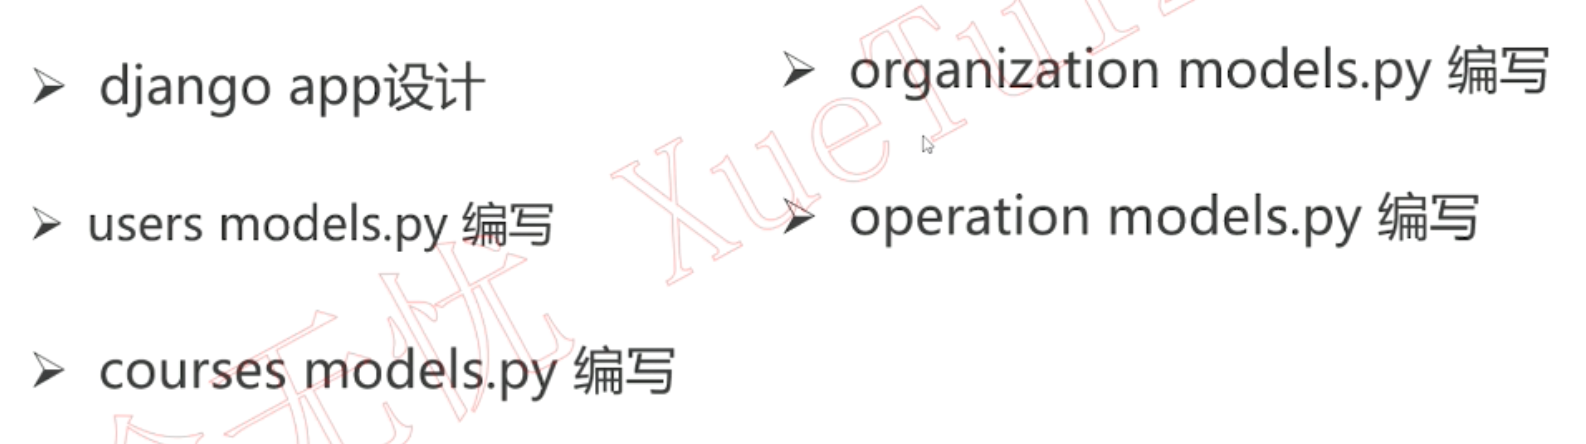 django app设计
users models.py 编写
courses models.py 编写
organization models.py 编写
operation models.py 编写
无忧 XueTu